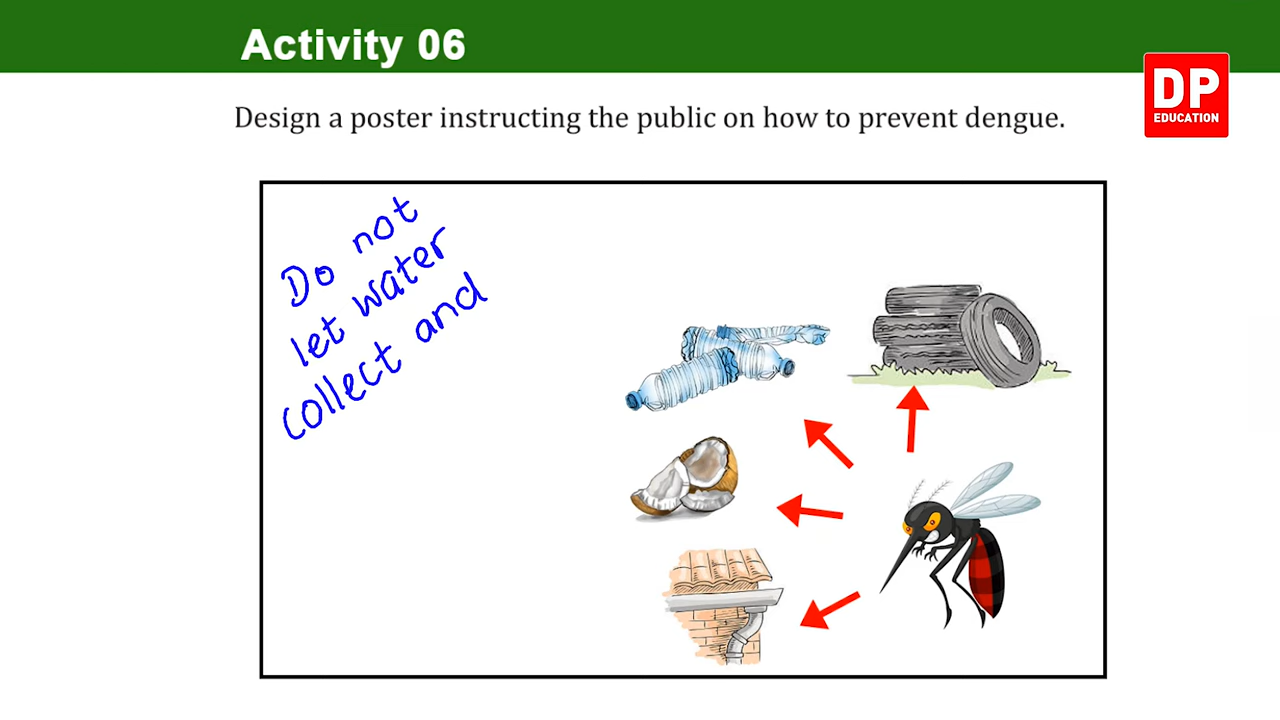 Activity 06
DP
EDUCATION
Design a poster instructing the public on how to prevent dengue.
Do not
let water
collect and